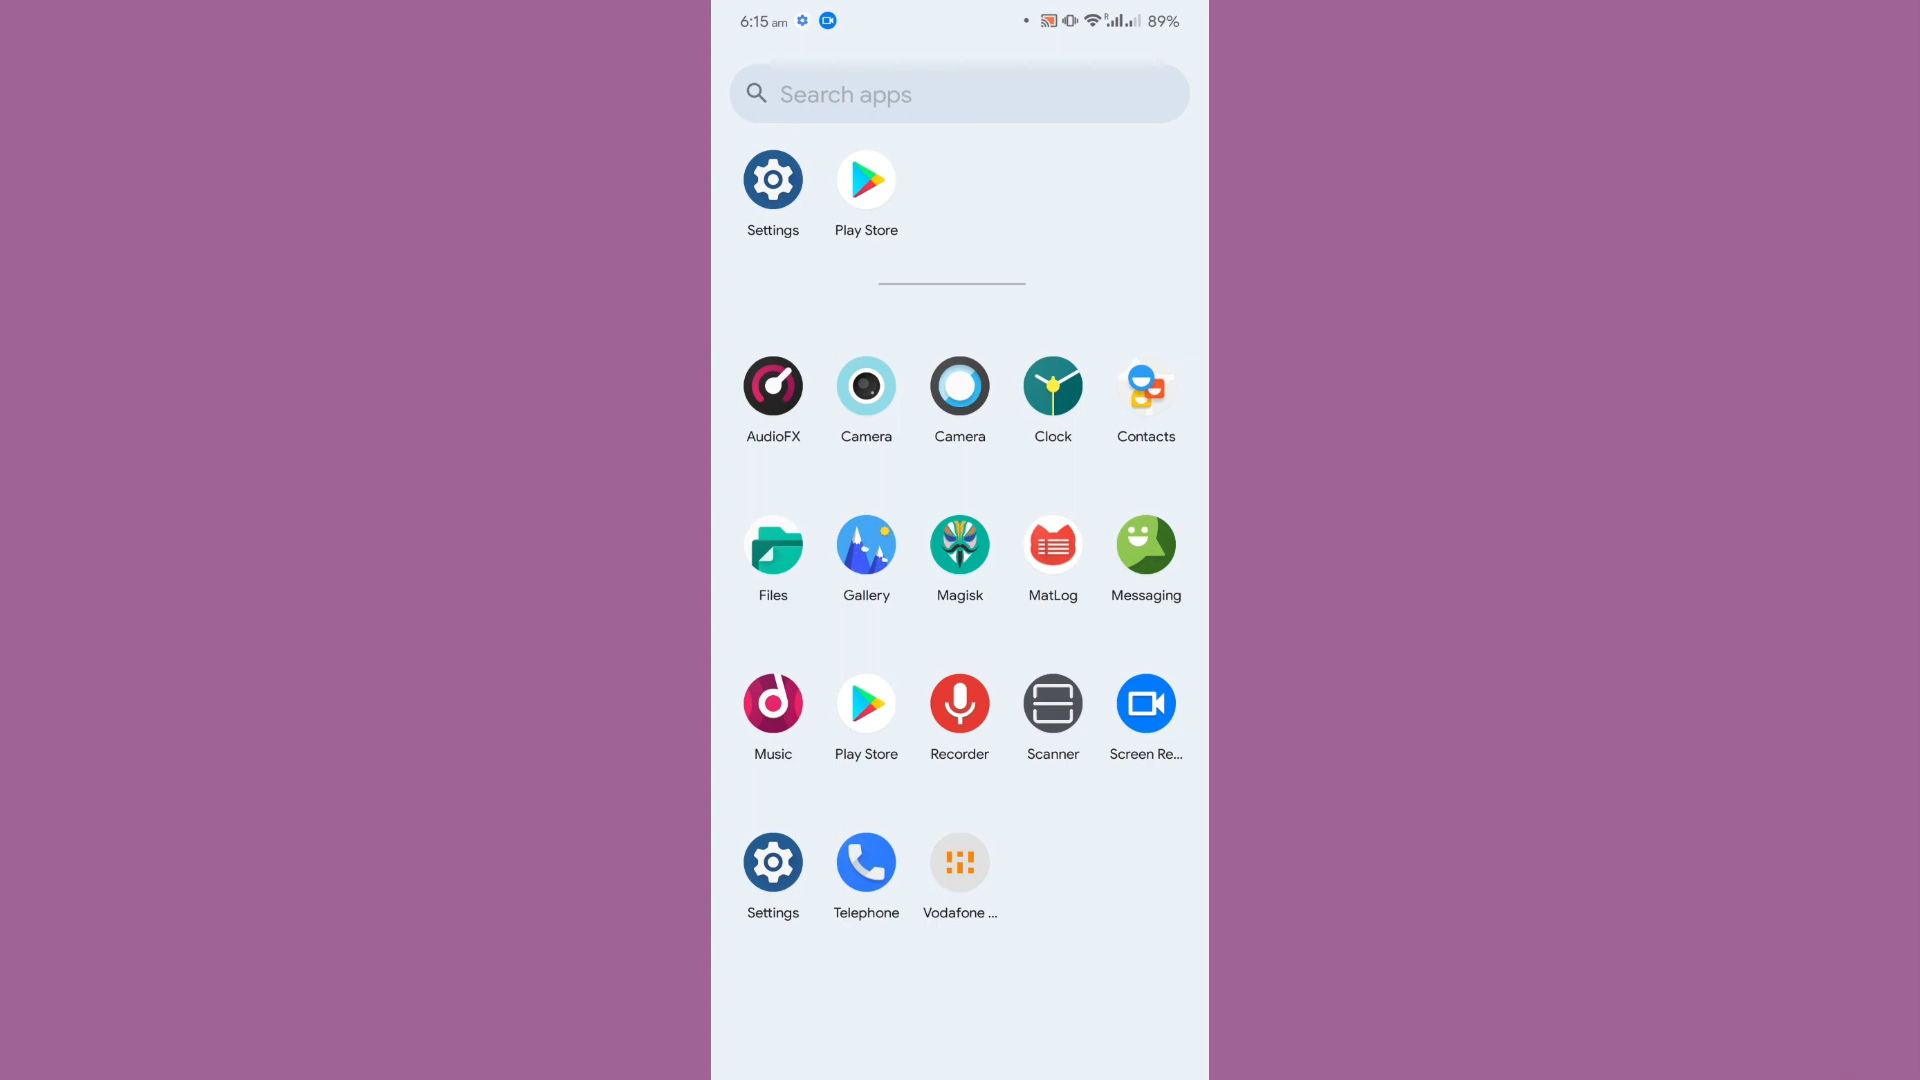 6:15 am R 89%
Search apps
Settings Play Store
AudioFX Camera Camera Clock Contacts
Files Gallery Magisk MatLog Messaging
Music Play Store Recorder Scanner Screen Re...
Settings Telephone Vodafone ...